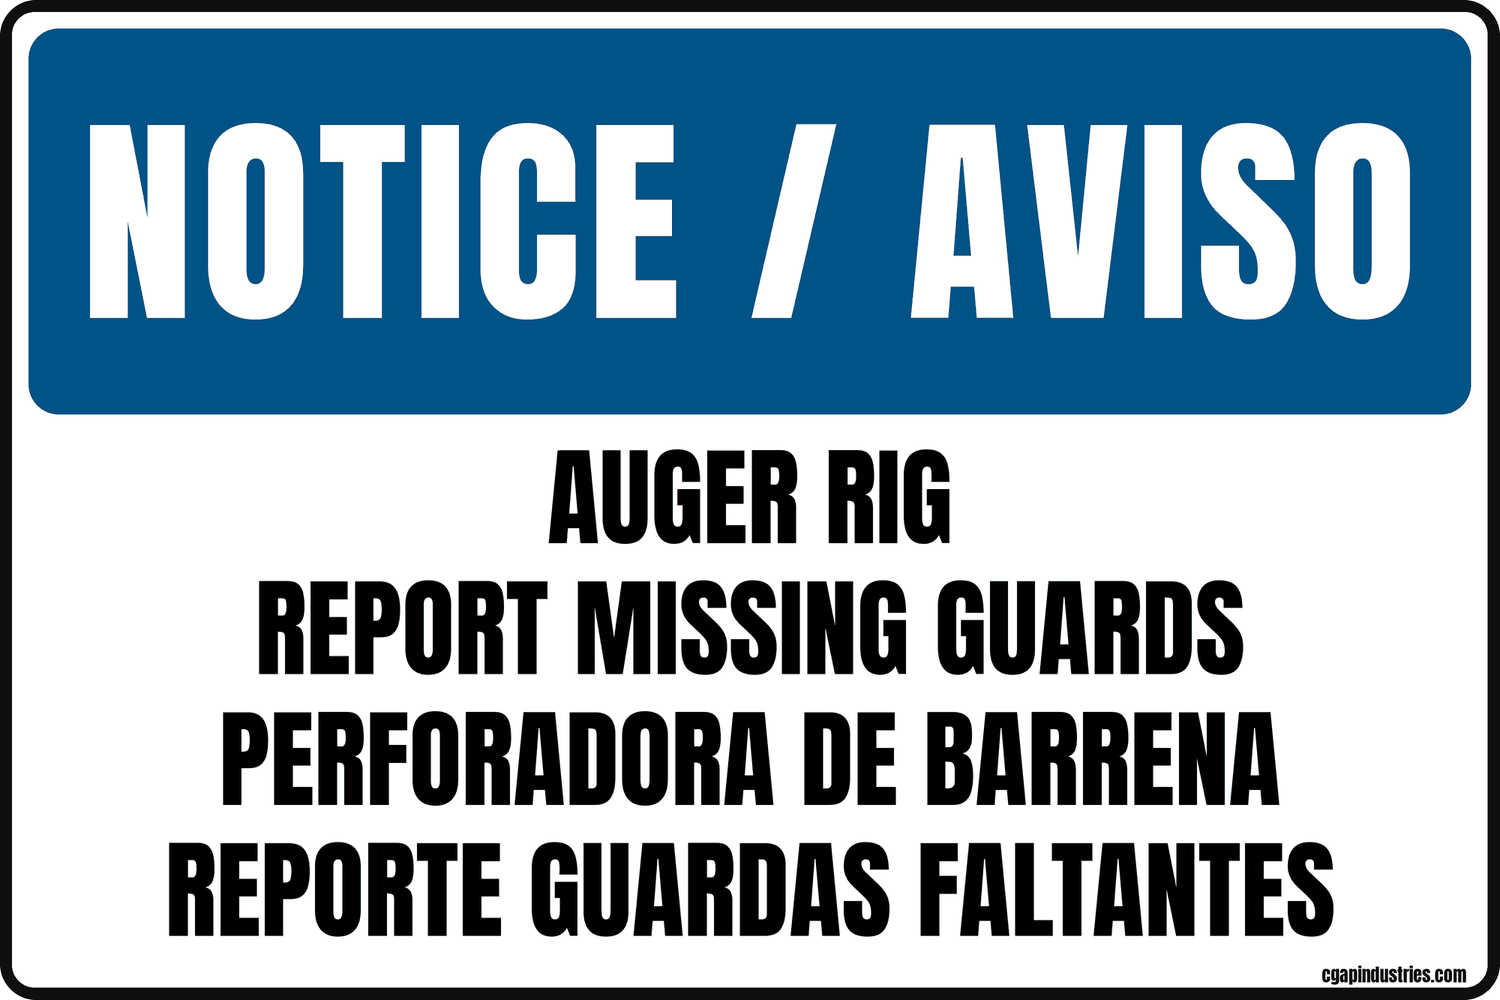 NOTICE / AVISO
AUGER RIG
REPORT MISSING GUARDS
PERFORADORA DE BARRENA
REPORTE GUARDAS FALTANTES
cgapindustries.com